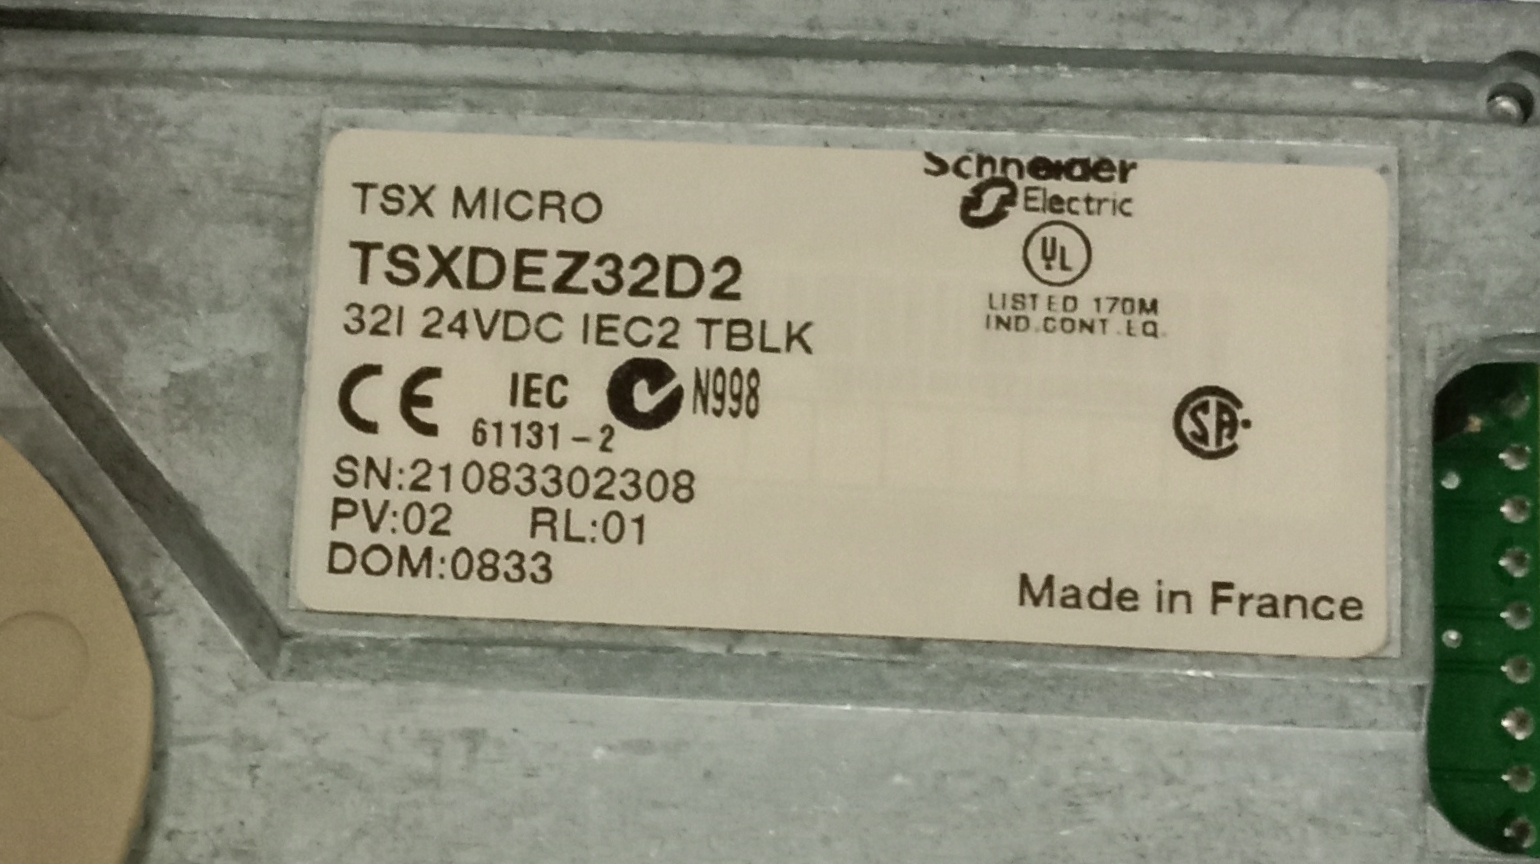 TSX MICRO
TSXDEZ32D2
32I 24VDC IEC2 TBLK
CE IEC 61131-2 N998
SN:21083302308
PV:02 RL:01
DOM:0833
Schneider
Electric
UL
LISTED 170M
IND.CONT.EQ.
SA
Made in France